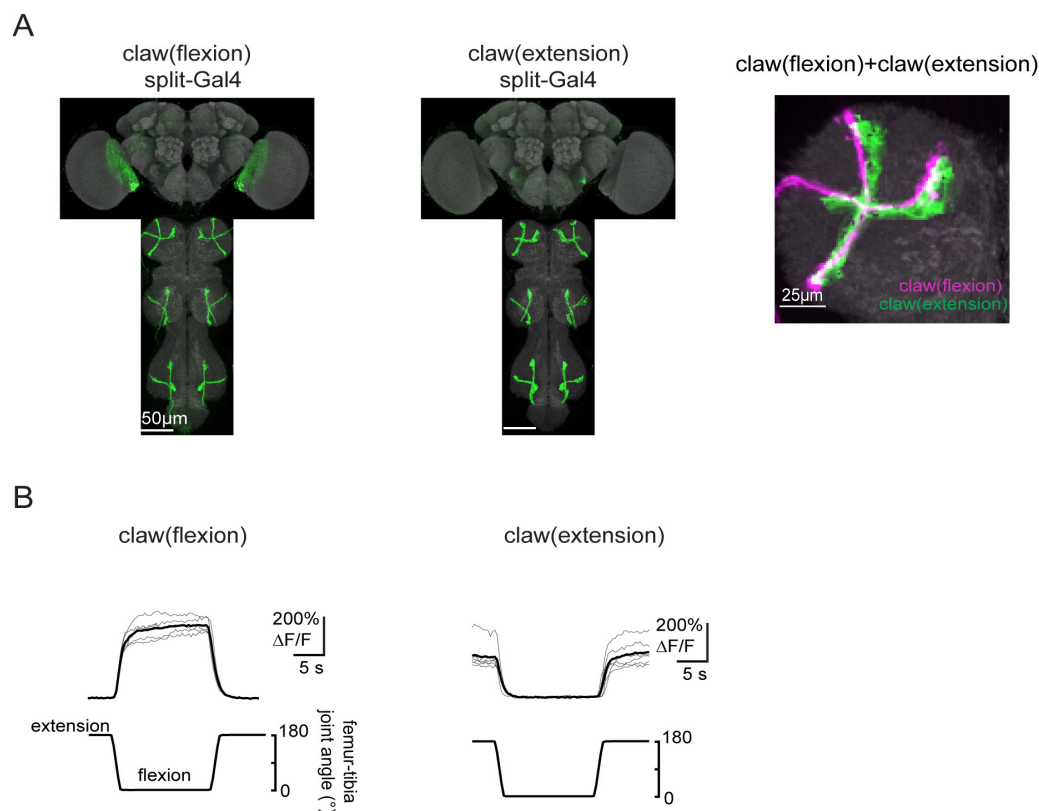 A
claw(flexion)
split-Gal4
claw(extension)
split-Gal4
claw(flexion)+claw(extension)
50µm
25µm
claw(flexion)
claw(extension)
B
claw(flexion)
claw(extension)
200%
ΔF/F
5 s
200%
ΔF/F
5 s
extension
flexion
180
0
femur-tibia
joint angle (°)
180
0